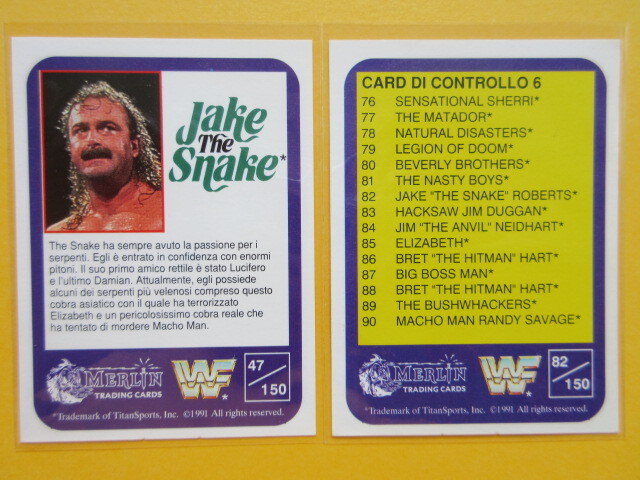 Jake
The
Snake*
The Snake ha sempre avuto la passione per i
serpenti. Egli è entrato in confidenza con enormi
pitoni. Il suo primo amico rettile è stato Lucifero
e l'ultimo Damian. Attualmente, egli possiede
alcuni dei serpenti più velenosi compreso questo
cobra asiatico con il quale ha terrorizzato
Elizabeth e un pericolosissimo cobra reale che
ha tentato di mordere Macho Man.
MERLIN
TRADING CARDS
WF*
47
150
*Trademark of TitanSports, Inc. ©1991 All rights reserved.
CARD DI CONTROLLO 6
76 SENSATIONAL SHERRI*
77 THE MATADOR*
78 NATURAL DISASTERS*
79 LEGION OF DOOM*
80 BEVERLY BROTHERS*
81 THE NASTY BOYS*
82 JAKE "THE SNAKE" ROBERTS*
83 HACKSAW JIM DUGGAN*
84 JIM "THE ANVIL" NEIDHART*
85 ELIZABETH*
86 BRET "THE HITMAN" HART*
87 BIG BOSS MAN*
88 BRET "THE HITMAN" HART*
89 THE BUSHWHACKERS*
90 MACHO MAN RANDY SAVAGE*
MERLIN
TRADING CARDS
WF*
82
150
*Trademark of TitanSports, Inc. ©1991 All rights reserved.